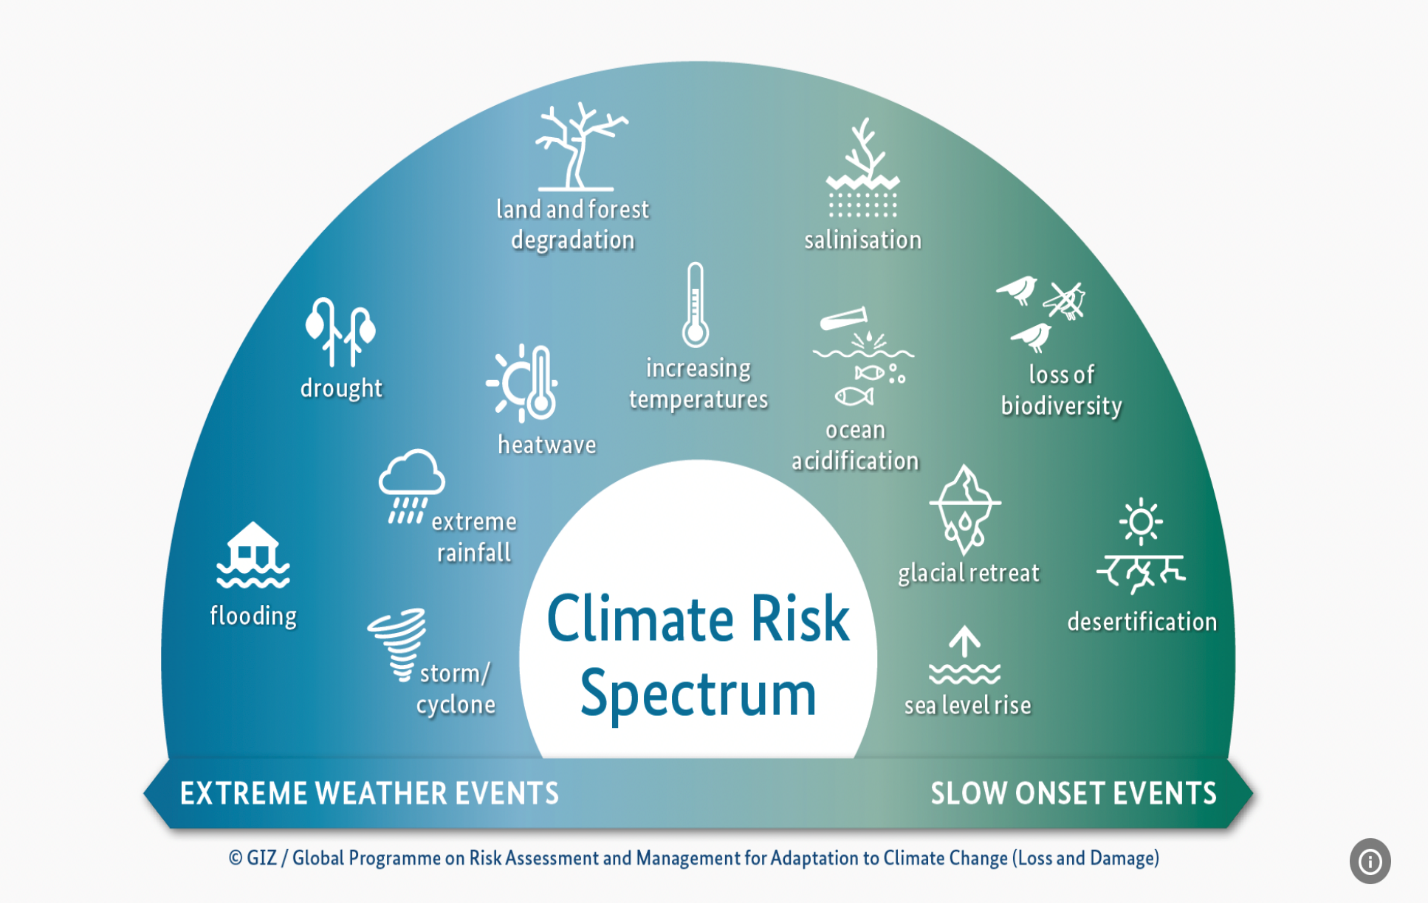 land and forest
degradation
salinisation
drought
heatwave
increasing
temperatures
ocean
acidification
loss of
biodiversity
extreme
rainfall
flooding
storm/
cyclone
glacial retreat
desertification
sea level rise
Climate Risk
Spectrum
EXTREME WEATHER EVENTS
SLOW ONSET EVENTS
© GIZ / Global Programme on Risk Assessment and Management for Adaptation to Climate Change (Loss and Damage)